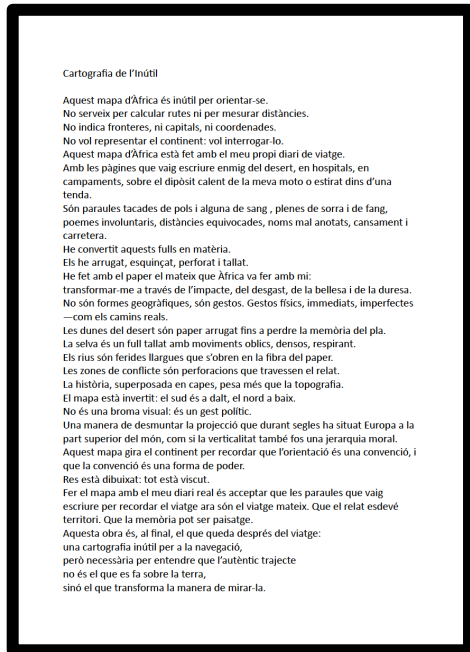 Cartografia de l'Inútil
Aquest mapa d'Àfrica és inútil per orientar-se.
No serveix per calcular rutes ni per mesurar distàncies.
No indica fronteres, ni capitals, ni coordenades.
No vol representar el continent: vol interrogar-lo.
Aquest mapa d'Àfrica està fet amb el meu propi diari de viatge.
Amb les pàgines que vaig escriure enmig del desert, en hospitals, en
campaments, sobre el dipòsit calent de la meva moto o estirat dins d'una
tenda.
Són paraules tacades de pols i alguna de sang , plenes de sorra i de fang,
poemes involuntaris, distàncies equivocades, noms mal anotats, cansament i
carretera.
He convertit aquests fulls en matèria.
Els he arrugat, esquinçat, perforat i tallat.
He fet amb el paper el mateix que Àfrica va fer amb mi:
transformar-me a través de l'impacte, del desgast, de la bellesa i de la duresa.
No són formes geogràfiques, són gestos. Gestos físics, immediats, imperfectes
—com els camins reals.
Les dunes del desert són paper arrugat fins a perdre la memòria del pla.
La selva és un full tallat amb moviments oblics, densos, respirant.
Els rius són ferides llargues que s'obren en la fibra del paper.
Les zones de conflicte són perforacions que travessen el relat.
La història, superposada en capes, pesa més que la topografia.
El mapa està invertit: el sud és a dalt, el nord a baix.
No és una broma visual: és un gest polític.
Una manera de desmuntar la projecció que durant segles ha situat Europa a la
part superior del món, com si la verticalitat també fos una jerarquia moral.
Aquest mapa gira el continent per recordar que l'orientació és una convenció, i
que la convenció és una forma de poder.
Res està dibuixat: tot està viscut.
Fer el mapa amb el meu diari real és acceptar que les paraules que vaig
escriure per recordar el viatge ara són el viatge mateix. Que el relat esdevé
territori. Que la memòria pot ser paisatge.
Aquesta obra és, al final, el que queda després del viatge:
una cartografia inútil per a la navegació,
però necessària per entendre que l'autèntic trajecte
no és el que es fa sobre la terra,
sinó el que transforma la manera de mirar-la.